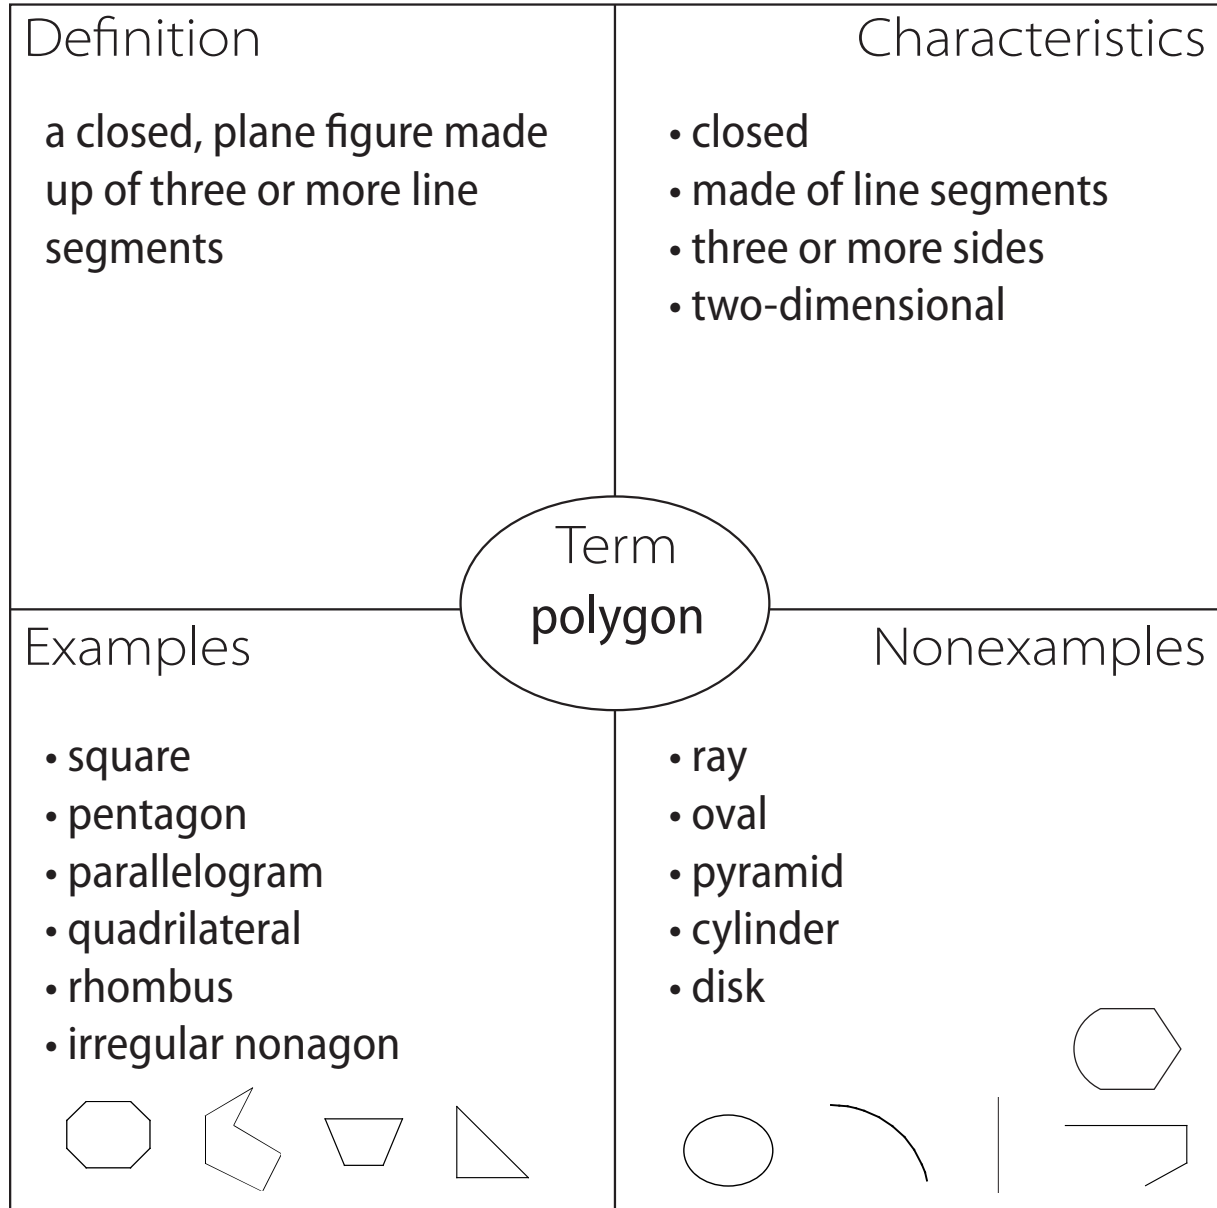 Definition
a closed, plane figure made
up of three or more line
segments
Characteristics
• closed
• made of line segments
• three or more sides
• two-dimensional
Term
polygon
Examples
• square
• pentagon
• parallelogram
• quadrilateral
• rhombus
• irregular nonagon
Nonexamples
• ray
• oval
• pyramid
• cylinder
• disk